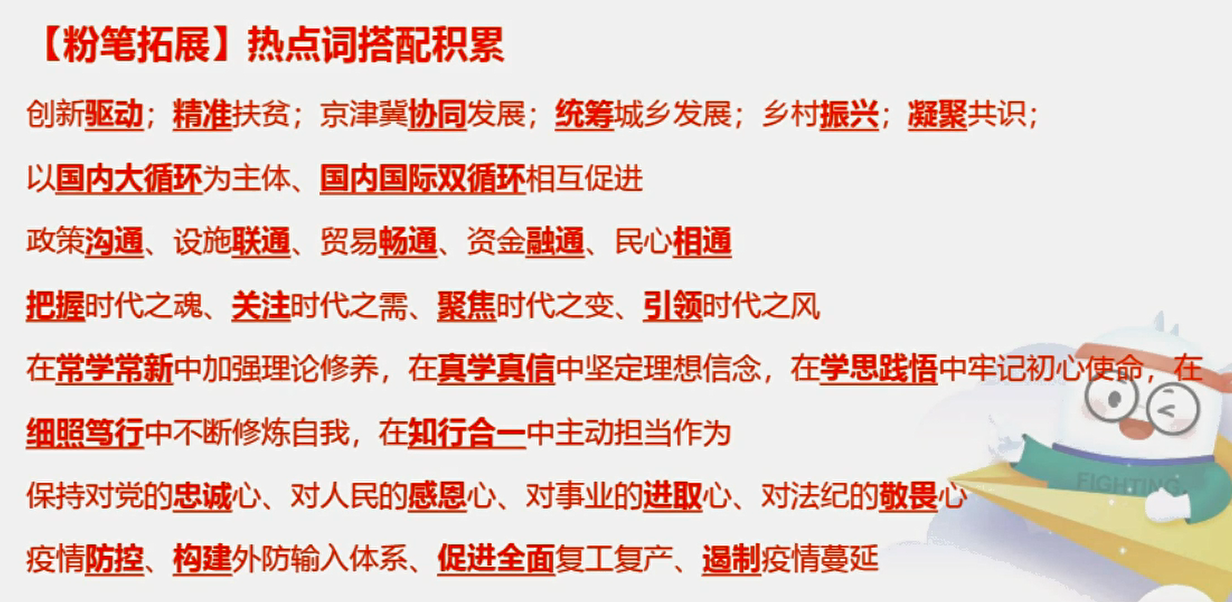 【粉笔拓展】热点词搭配积累
创新驱动；精准扶贫；京津冀协同发展；统筹城乡发展；乡村振兴；凝聚共识；
以国内大循环为主体、国内国际双循环相互促进
政策沟通、设施联通、贸易畅通、资金融通、民心相通
把握时代之魂、关注时代之需、聚焦时代之变、引领时代之风
在常学常新中加强理论修养，在真学真信中坚定理想信念，在学思践悟中牢记初心使命，在
细照笃行中不断修炼自我，在知行合一中主动担当作为
保持对党的忠诚心、对人民的感恩心、对事业的进取心、对法纪的敬畏心
疫情防控、构建外防输入体系、促进全面复工复产、遏制疫情蔓延
FIGHTING